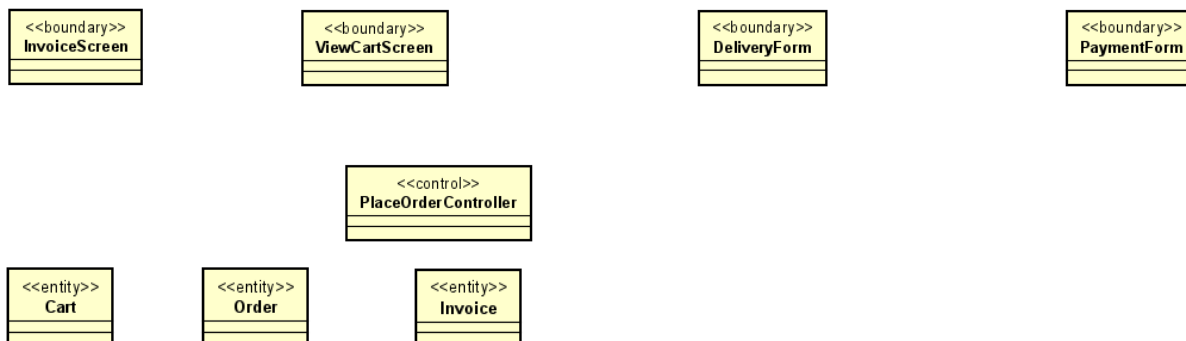 <<boundary>>
InvoiceScreen
<<boundary>>
ViewCartScreen
<<boundary>>
DeliveryForm
<<boundary>>
PaymentForm
<<control>>
PlaceOrderController
<<entity>>
Cart
<<entity>>
Order
<<entity>>
Invoice